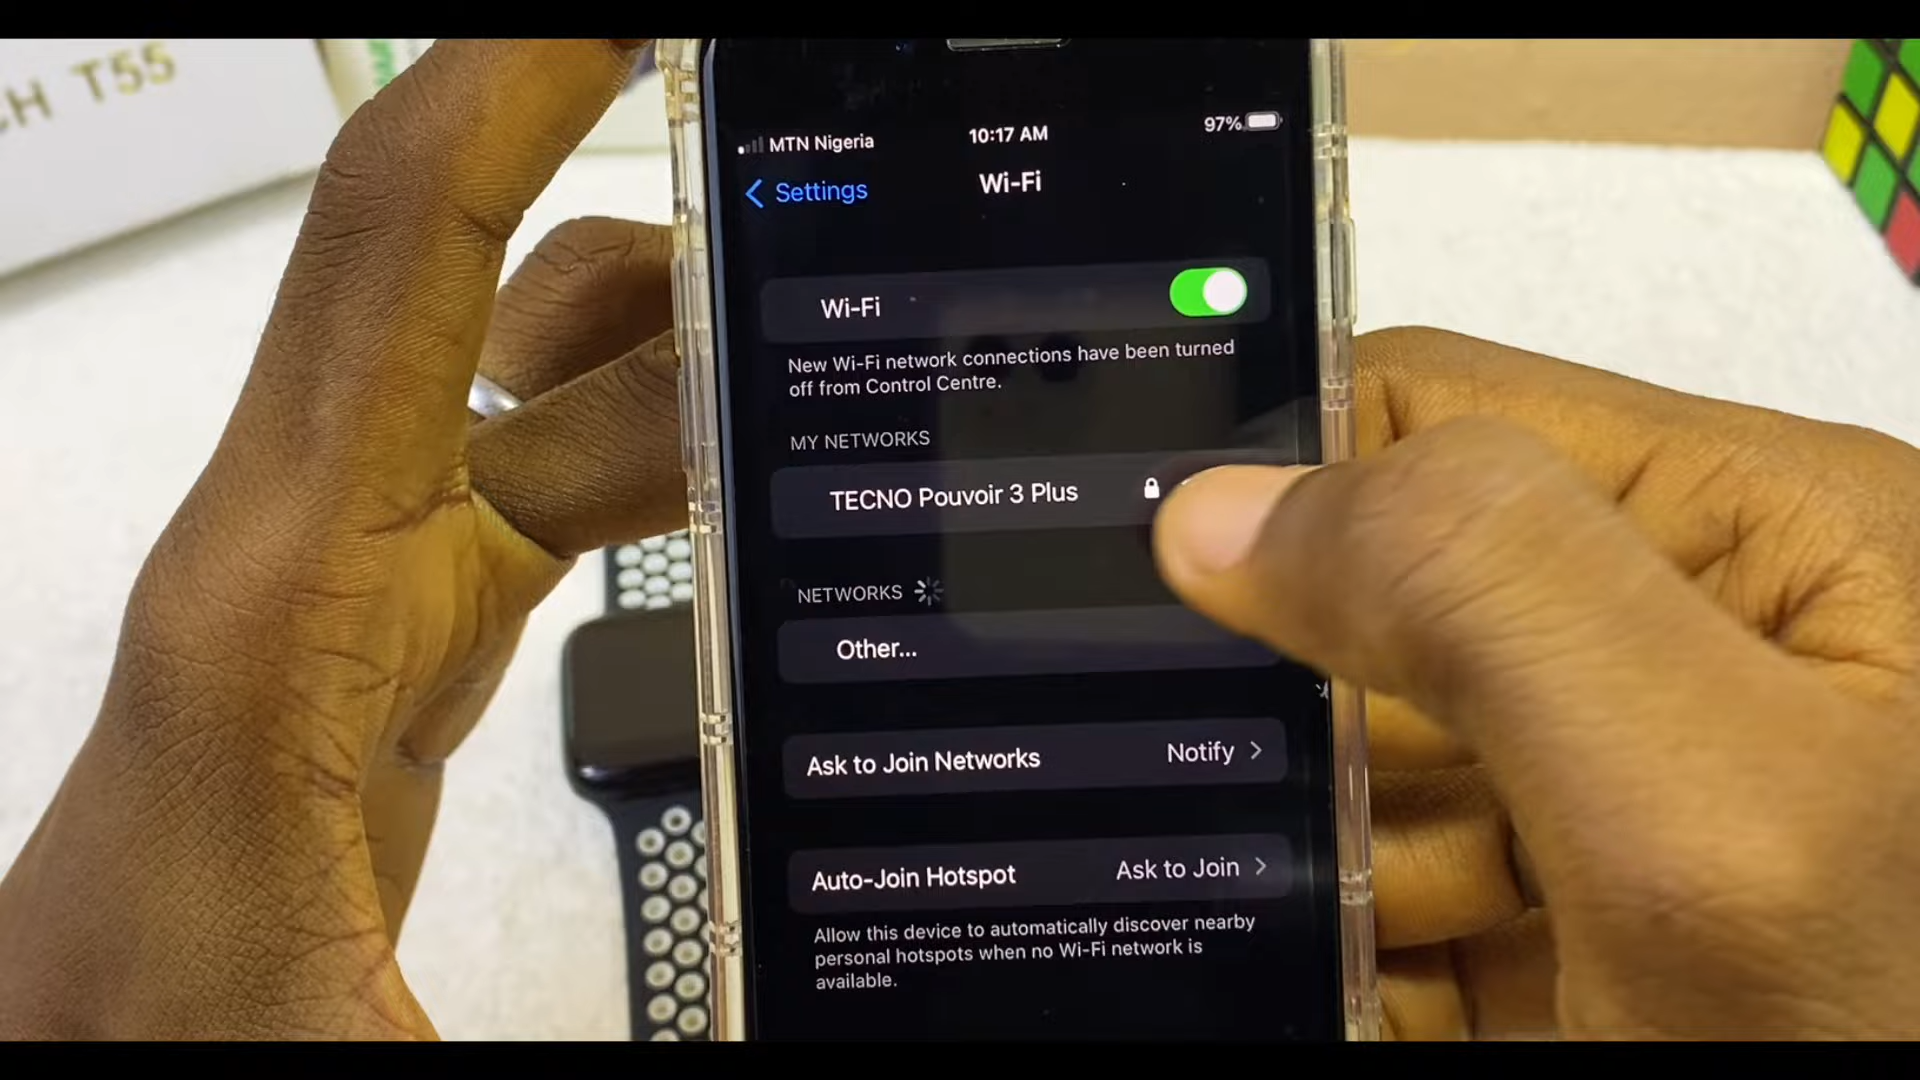 CH T55
MTN Nigeria
10:17 AM
97%
Settings
Wi-Fi
Wi-Fi
New Wi-Fi network connections have been turned
off from Control Centre.
MY NETWORKS
TECNO Pouvoir 3 Plus
NETWORKS
Other...
Ask to Join Networks Notify
Auto-Join Hotspot Ask to Join
Allow this device to automatically discover nearby
personal hotspots when no Wi-Fi network is
available.